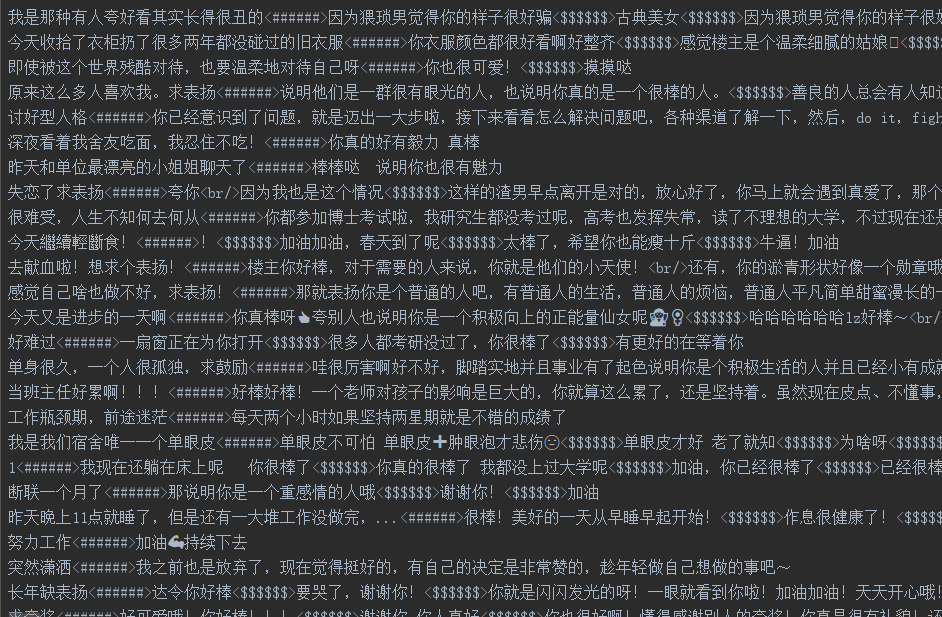 我是那种有人夸好看其实长得很丑的<######>因为猥琐男觉得你的样子很好骗<$$$$$$>古典美女<$$$$$$>因为猥琐男觉得你的样子很好
今天收拾了衣柜扔了很多两年都没碰过的旧衣服<######>你衣服颜色都很好看啊好整齐<$$$$$$>感觉楼主是个温柔细腻的姑娘<$$$$
即使被这个世界残酷对待，也要温柔地对待自己呀<######>你也很可爱！<$$$$$$>摸摸哒
原来这么多人喜欢我。求表扬<######>说明他们是一群很有眼光的人，也说明你真的是一个很棒的人。<$$$$$$>善良的人总会有人知道
讨好型人格<######>你已经意识到了问题，就是迈出一大步啦，接下来看看怎么解决问题吧，各种渠道了解一下，然后，do it，figh
深夜看着我舍友吃面，我忍住不吃！<######>你真的好有毅力 真棒
昨天和单位最漂亮的小姐姐聊天了<######>棒棒哒  说明你也很有魅力
失恋了求表扬<######>夸你<br/>因为我也是这个情况<$$$$$$>这样的渣男早点离开是对的，放心好了，你马上就会遇到真爱了，那个
很难受，人生不知何去何从<######>你都参加博士考试啦，我研究生都没考过呢，高考也发挥失常，读了不理想的大学，不过现在还是
今天繼續輕斷食！<######>！<$$$$$$>加油加油，春天到了呢<$$$$$$>太棒了，希望你也能瘦十斤<$$$$$$>牛逼！加油
去献血啦！想求个表扬！<######>楼主你好棒，对于需要的人来说，你就是他们的小天使！<br/>还有，你的淤青形状好像一个勋章哦
感觉自己啥也做不好，求表扬！<######>那就表扬你是个普通的人吧，有普通人的生活，普通人的烦恼，普通人平凡简单甜蜜漫长的一
今天又是进步的一天啊<######>你真棒呀👍夸别人也说明你是一个积极向上的正能量仙女呢🧚♀<$$$$$$>哈哈哈哈哈哈lz好棒～<br/
好难过<######>一扇窗正在为你打开<$$$$$$>很多人都考研没过了，你很棒了<$$$$$$>有更好的在等着你
单身很久，一个人很孤独，求鼓励<######>哇很厉害啊好不好，脚踏实地并且事业有了起色说明你是个积极生活的人并且已经小有成就
当班主任好累啊！！！<######>好棒好棒！一个老师对孩子的影响是巨大的，你就算这么累了，还是坚持着。虽然现在皮点、不懂事，
工作瓶颈期，前途迷茫<######>每天两个小时如果坚持两星期就是不错的成绩了
我是我们宿舍唯一一个单眼皮<######>单眼皮不可怕 单眼皮➕肿眼泡才悲伤😔<$$$$$$>单眼皮才好 老了就知<$$$$$$>为啥呀<$$$$$$
1<######>我现在还躺在床上呢   你很棒了<$$$$$$>你真的很棒了 我都没上过大学呢<$$$$$$>加油，你已经很棒了<$$$$$$>已经很棒
断联一个月了<######>那说明你是一个重感情的人哦<$$$$$$>谢谢你！<$$$$$$>加油
昨天晚上11点就睡了，但是还有一大堆工作没做完，...<######>很棒！美好的一天从早睡早起开始！<$$$$$$>作息很健康了！<$$$$$
努力工作<######>加油💪持续下去
突然潇洒<######>我之前也是放弃了，现在觉得挺好的，有自己的决定是非常赞的，趁年轻做自己想做的事吧～
长年缺表扬<######>达令你好棒<$$$$$$>要哭了，谢谢你！<$$$$$$>你就是闪闪发光的呀！一眼就看到你啦！加油加油！天天开心哦！
求夸奖<######>好可爱哦！你好棒！！！<$$$$$$>谢谢你 你人真好<$$$$$$>你也很好啊！懂得感谢别人的夸奖！你真是很有礼貌！还